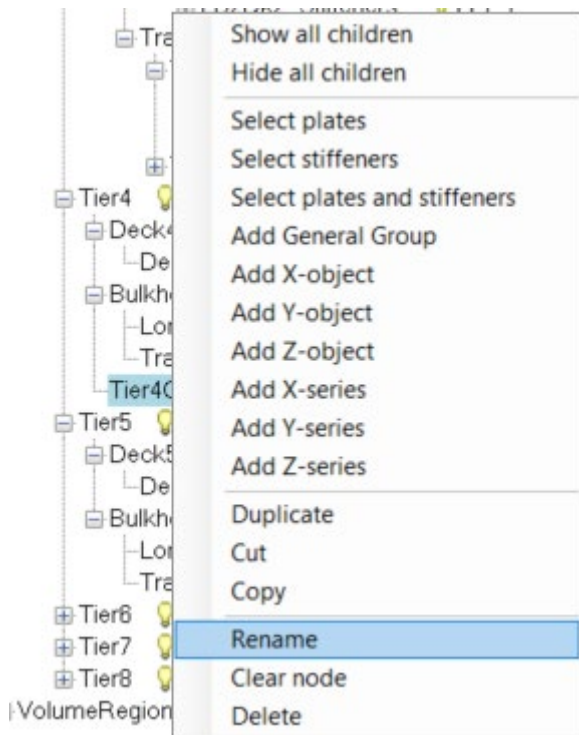 Tra
Show all children
Hide all children
Select plates
Select stiffeners
Tier4
Select plates and stiffeners
Deck4
Add General Group
De
Add X-object
Bulkh
Add Y-object
Lor
Tra
Add Z-object
Tier4
Add X-series
Tier5
Add Y-series
Deck5
Add Z-series
De
Bulkh
Duplicate
Lor
Cut
Tra
Copy
Tier6
Rename
Tier7
Tier8
Clear node
VolumeRegion
Delete